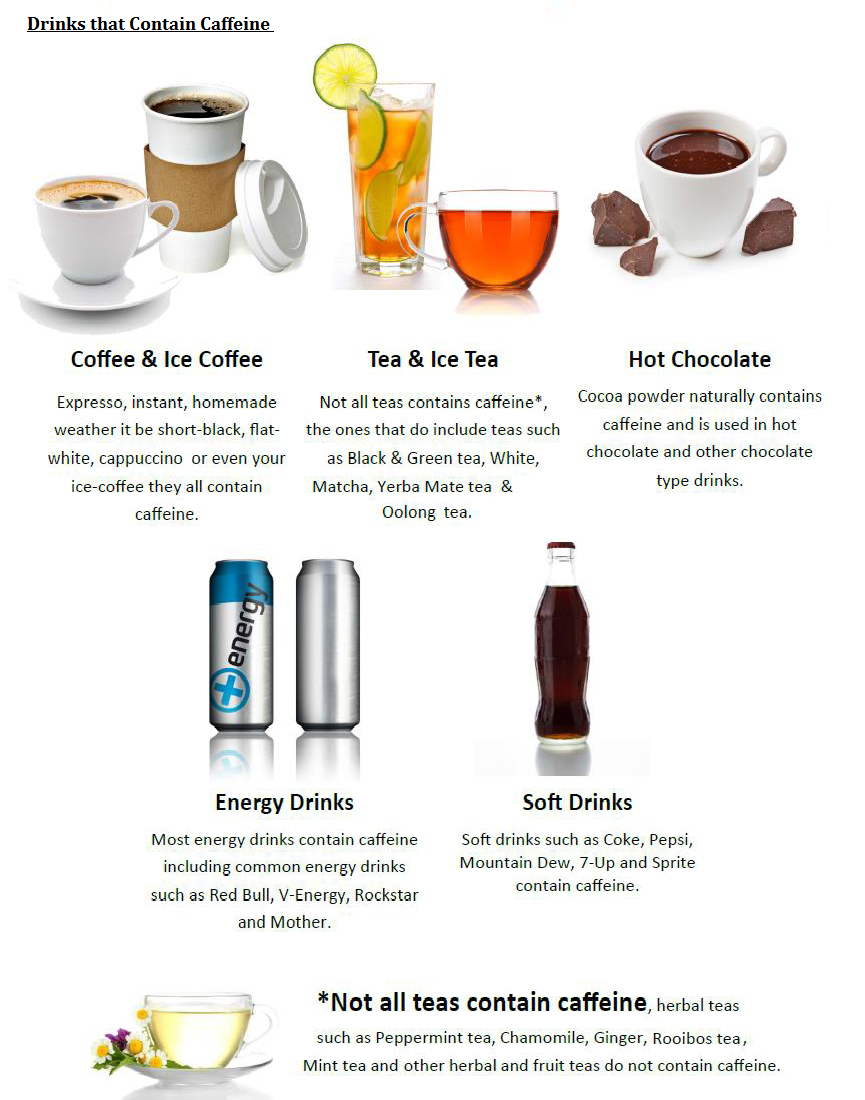 Drinks that Contain Caffeine
Coffee & Ice Coffee
Expresso, instant, homemade
weather it be short-black, flat-
white, cappuccino or even your
ice-coffee they all contain
caffeine.
Tea & Ice Tea
Not all teas contains caffeine*,
the ones that do include teas such
as Black & Green tea, White,
Matcha, Yerba Mate tea &
Oolong tea.
Hot Chocolate
Cocoa powder naturally contains
caffeine and is used in hot
chocolate and other chocolate
type drinks.
energy
Energy Drinks
Most energy drinks contain caffeine
including common energy drinks
such as Red Bull, V-Energy, Rockstar
and Mother.
Soft Drinks
Soft drinks such as Coke, Pepsi,
Mountain Dew, 7-Up and Sprite
contain caffeine.
*Not all teas contain caffeine, herbal teas
such as Peppermint tea, Chamomile, Ginger, Rooibos tea,
Mint tea and other herbal and fruit teas do not contain caffeine.